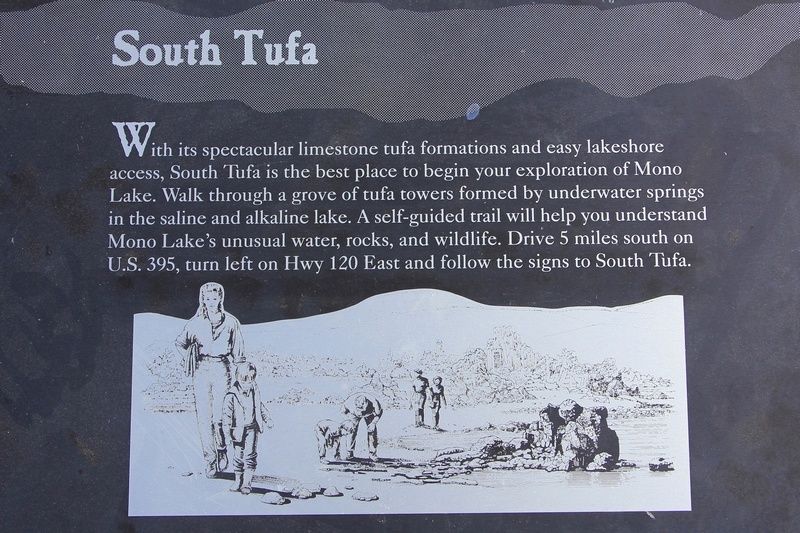 South Tufa
With its spectacular limestone tufa formations and easy lakeshore
access, South Tufa is the best place to begin your exploration of Mono
Lake. Walk through a grove of tufa towers formed by underwater springs
in the saline and alkaline lake. A self-guided trail will help you understand
Mono Lake's unusual water, rocks, and wildlife. Drive 5 miles south on
U.S. 395, turn left on Hwy 120 East and follow the signs to South Tufa.